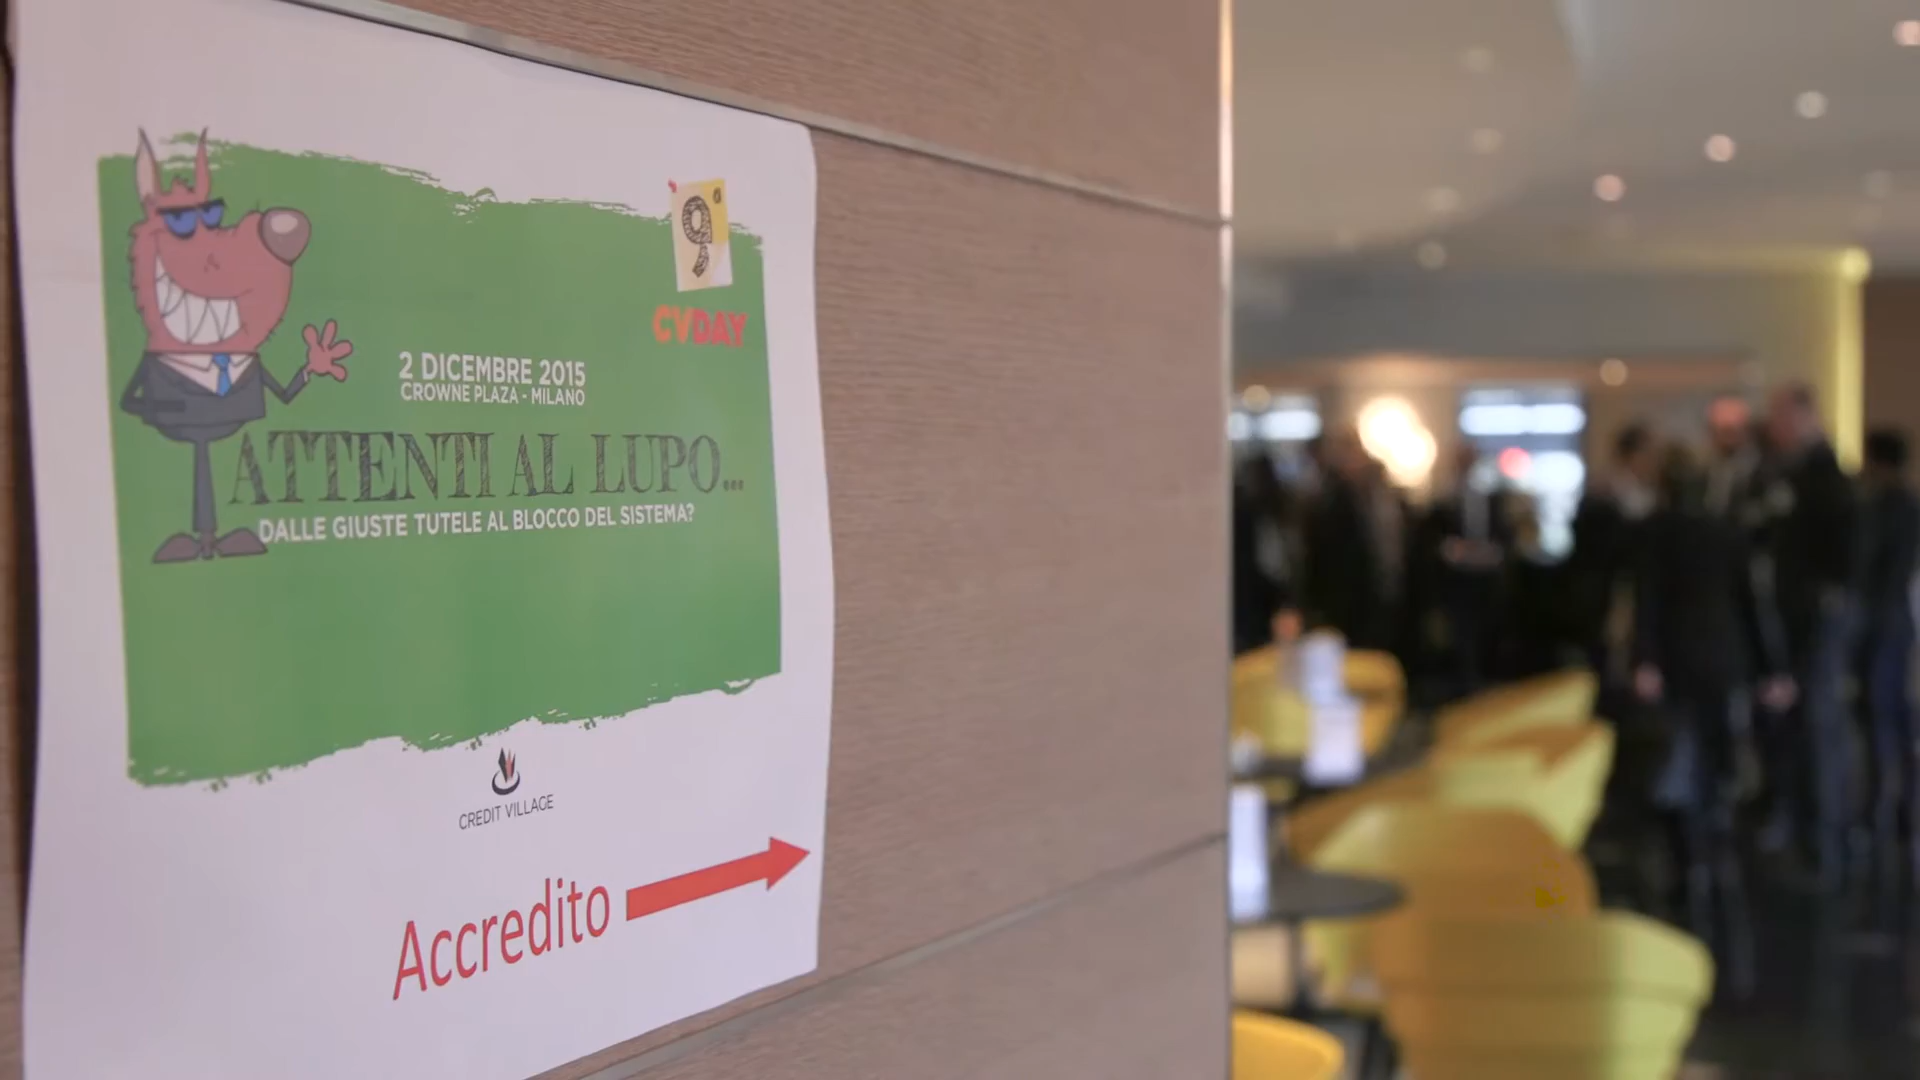 9ª
CVDAY
2 DICEMBRE 2015
CROWNE PLAZA - MILANO
ATTENTI AL LUPO...
DALLE GIUSTE TUTELE AL BLOCCO DEL SISTEMA?
CREDIT VILLAGE
Accredito